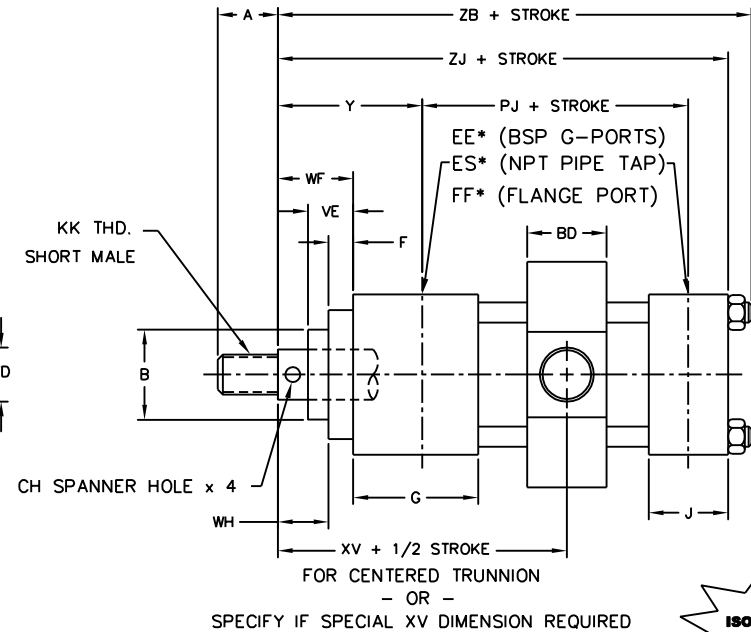 A
ZB + STROKE
ZJ + STROKE
Y
PJ + STROKE
EE* (BSP G-PORTS)
ES* (NPT PIPE TAP)
FF* (FLANGE PORT)
WF
VE
F
BD
KK THD.
SHORT MALE
D
B
CH SPANNER HOLE x 4
WH
G
J
XV + 1/2 STROKE
FOR CENTERED TRUNNION
- OR -
SPECIFY IF SPECIAL XV DIMENSION REQUIRED
ISO